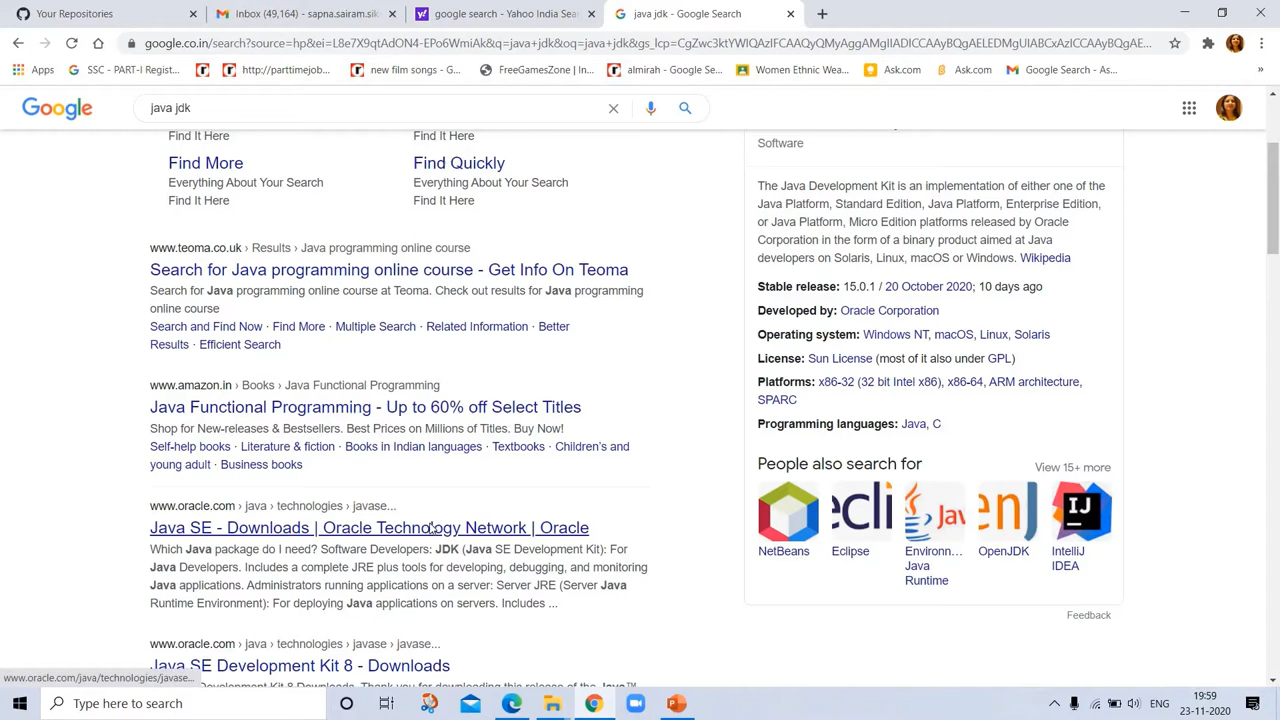 Your Repositories
Inbox (49,164) - sapna.sairam.sik
google search - Yahoo India Sea
java jdk - Google Search
google.co.in/search?source=hp&ei=L8e7X9qtAdON4-EPo6WmiAk&q=java+jdk&oq=java+jdk&gs_lcp=CgZwc3ktYWIQAzIFCAAQyQMyAggAMgIIADICCAAyBQgAELEDMgUIABCxAzICCAAyBQgAE...
Apps
SSC - PART-I Regist...
http://parttimejob...
new film songs - G...
FreeGamesZone | In...
almirah - Google Se...
Women Ethnic Wea...
Ask.com
Ask.com
Google Search - As...
»
Google
java jdk
Find It Here
Find It Here
Find More
Find Quickly
Everything About Your Search
Everything About Your Search
Find It Here
Find It Here
www.teoma.co.uk › Results › Java programming online course
Search for Java programming online course - Get Info On Teoma
Search for Java programming online course at Teoma. Check out results for Java programming
online course
Search and Find Now · Find More · Multiple Search · Related Information · Better
Results · Efficient Search
www.amazon.in › Books › Java Functional Programming
Java Functional Programming - Up to 60% off Select Titles
Shop for New-releases & Bestsellers. Best Prices on Millions of Titles. Buy Now!
Self-help books · Literature & fiction · Books in Indian languages · Textbooks · Children's and
young adult · Business books
www.oracle.com › java › technologies › javase...
Java SE - Downloads | Oracle Technology Network | Oracle
Which Java package do I need? Software Developers: JDK (Java SE Development Kit): For
Java Developers. Includes a complete JRE plus tools for developing, debugging, and monitoring
Java applications. Administrators running applications on a server: Server JRE (Server Java
Runtime Environment): For deploying Java applications on servers. Includes ...
www.oracle.com › java › technologies › javase › javase...
Java SE Development Kit 8 - Downloads
Software
The Java Development Kit is an implementation of either one of the
Java Platform, Standard Edition, Java Platform, Enterprise Edition,
or Java Platform, Micro Edition platforms released by Oracle
Corporation in the form of a binary product aimed at Java
developers on Solaris, Linux, macOS or Windows. Wikipedia
Stable release: 15.0.1 / 20 October 2020; 10 days ago
Developed by: Oracle Corporation
Operating system: Windows NT, macOS, Linux, Solaris
License: Sun License (most of it also under GPL)
Platforms: x86-32 (32 bit Intel x86), x86-64, ARM architecture,
SPARC
Programming languages: Java, C
People also search for
View 15+ more
ecli
Jav
enJ
IJ
NetBeans
Eclipse
Environn...
Java
Runtime
OpenJDK
IntelliJ
IDEA
Feedback
www.oracle.com/java/technologies/javase...
Type here to search
ENG
19:59
23-11-2020